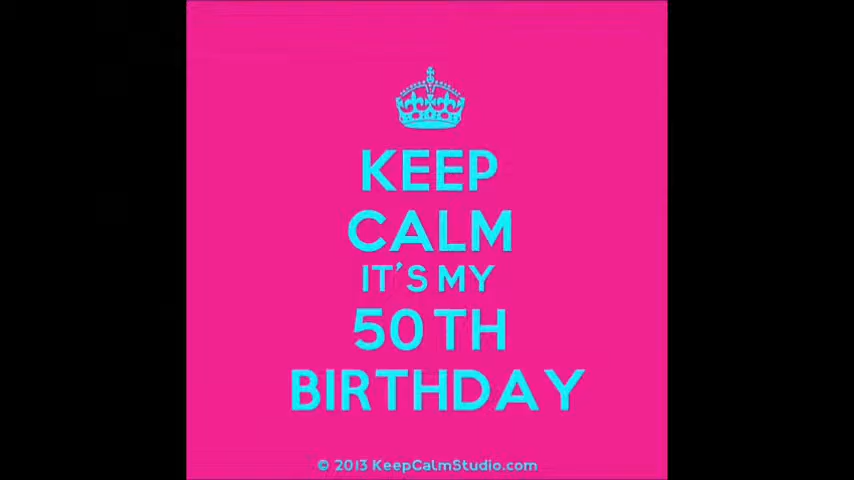 KEEP
CALM
IT'S MY
50TH
BIRTHDAY
© 2013 KeepCalmStudio.com